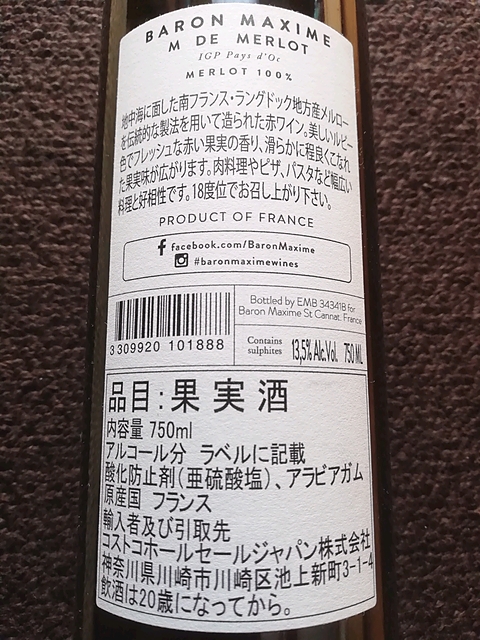 BARON MAXIME
M DE MERLOT
IGP Pays d'Oc
MERLOT 100%
地中海に面した南フランス・ラングドック地方産メルロー
を伝統的な製法を用いて造られた赤ワイン。美しいルビー
色でフレッシュな赤い果実の香り、滑らかに程良くこなれ
た果実味が広がります。肉料理やピザ、パスタなど幅広い
料理と好相性です。18度位でお召し上がり下さい。
PRODUCT OF FRANCE
facebook.com/BaronMaxime
#baronmaximewines
3 309920 101888
Bottled by EMB 34341B for
Baron Maxime St Cannat. France
Contains
sulphites
13,5% Alc.Vol. 750 ML
品目:果実酒
内容量 750ml
アルコール分 ラベルに記載
酸化防止剤(亜硫酸塩)、アラビアガム
原産国 フランス
輸入者及び引取先
コストコホールセールジャパン株式会社
神奈川県川崎市川崎区池上新町3-1-4
飲酒は20歳になってから。